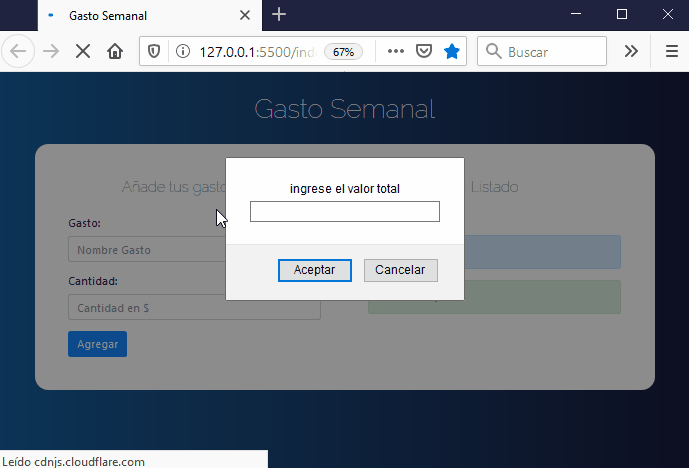 Gasto Semanal
127.0.0.1:5500/ind
67%
Buscar
Gasto Semanal
Añade tus gasto
Listado
ingrese el valor total
Gasto:
Nombre Gasto
Aceptar
Cancelar
Cantidad:
Cantidad en $
Agregar
Leído cdnjs.cloudflare.com